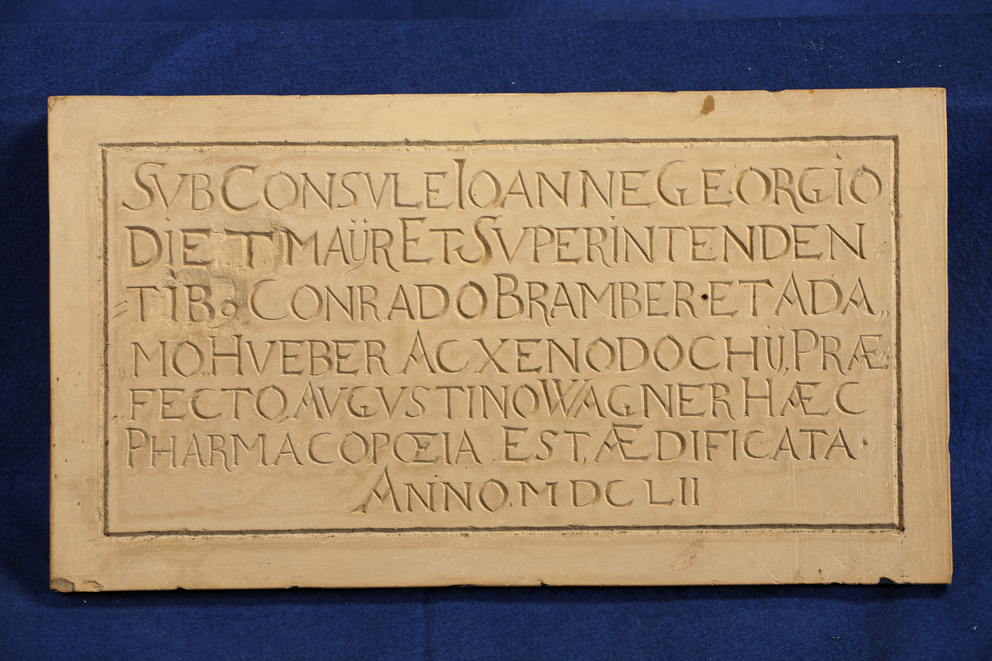 SVB CONSVLE IOANNE GEORGIO
DIETTMAŸR ET SVPERINTENDEN
TIB9 CONRADO BRAMBER · ET ADA„
„MO HVEBER AC XENODOCHIJ, PRÆ„
FECTO AVGVSTINO WAGNER HÆC
PHARMACOPŒIA EST ÆDIFICATA ·
ANNO MDCLII